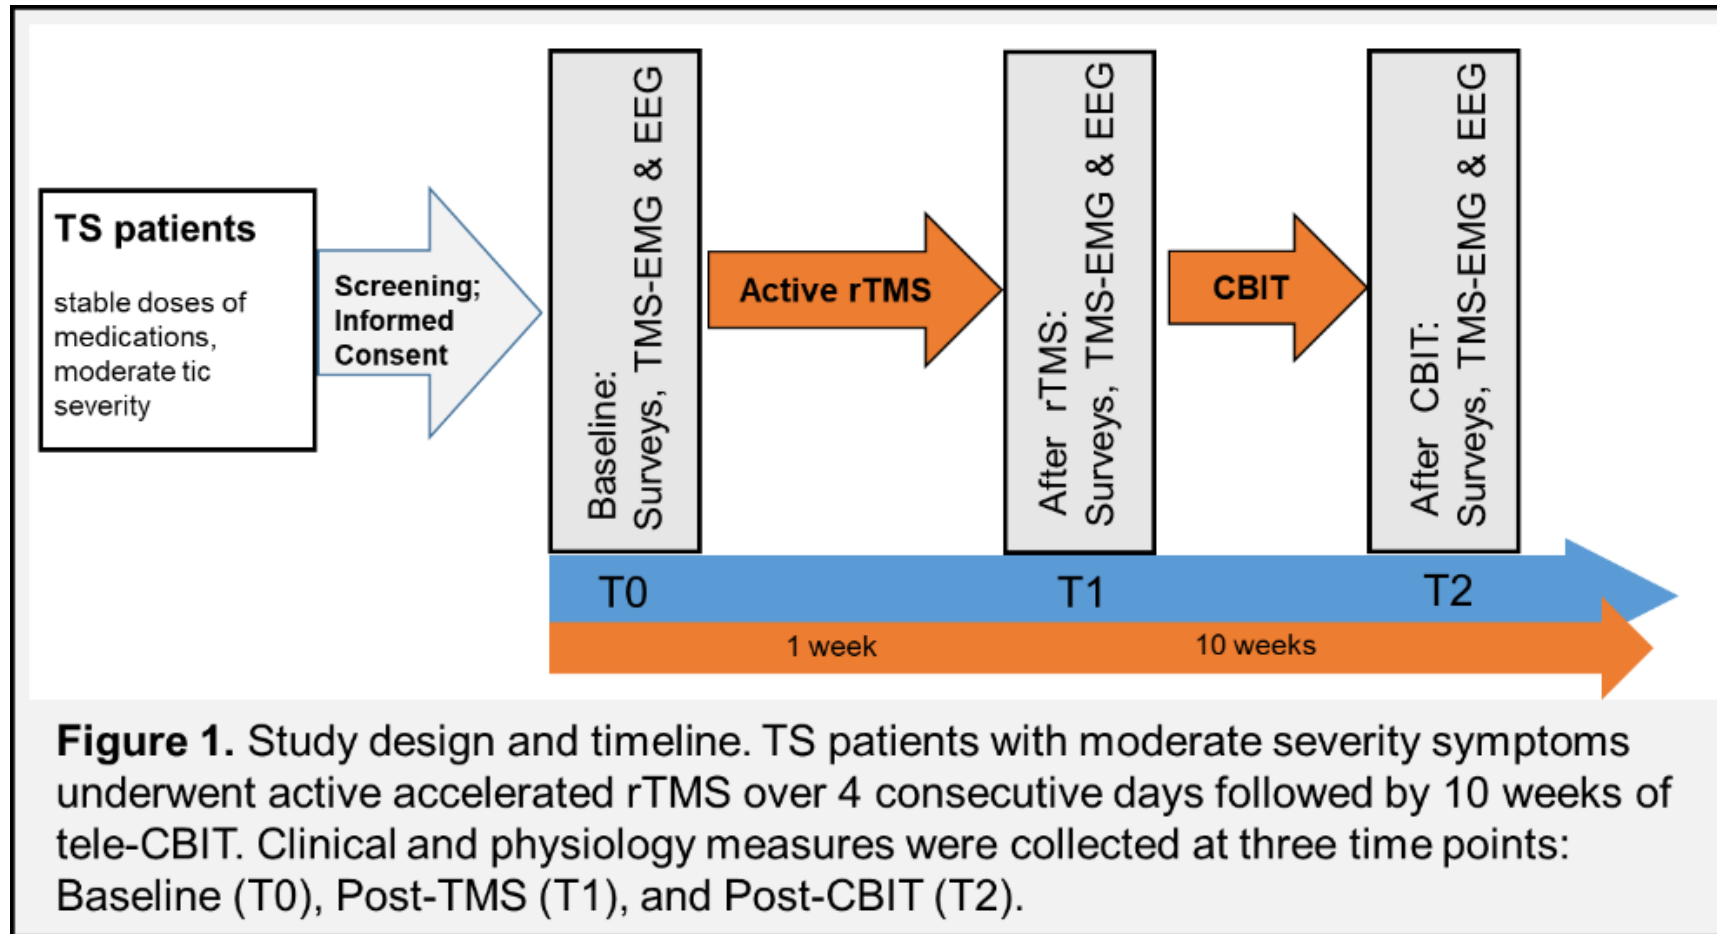 TS patients
stable doses of
medications,
moderate tic
severity
Screening;
Informed
Consent
Baseline:
Surveys, TMS-EMG & EEG
Active rTMS
After rTMS:
Surveys, TMS-EMG & EEG
CBIT
After CBIT:
Surveys, TMS-EMG & EEG
T0
T1
T2
1 week
10 weeks
Figure 1. Study design and timeline. TS patients with moderate severity symptoms
underwent active accelerated rTMS over 4 consecutive days followed by 10 weeks of
tele-CBIT. Clinical and physiology measures were collected at three time points:
Baseline (T0), Post-TMS (T1), and Post-CBIT (T2).